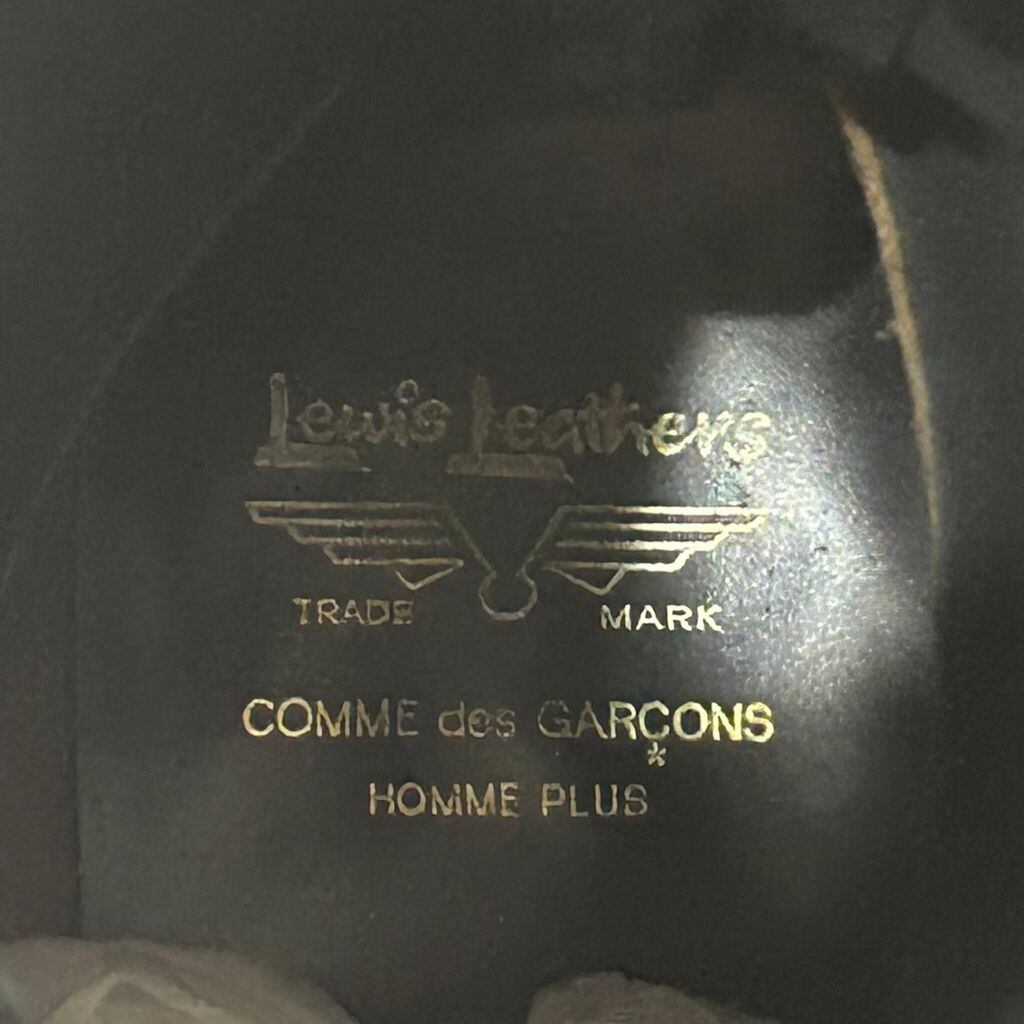 Lewis Leathers
TRADE MARK
COMME des GARÇONS
HOMME PLUS